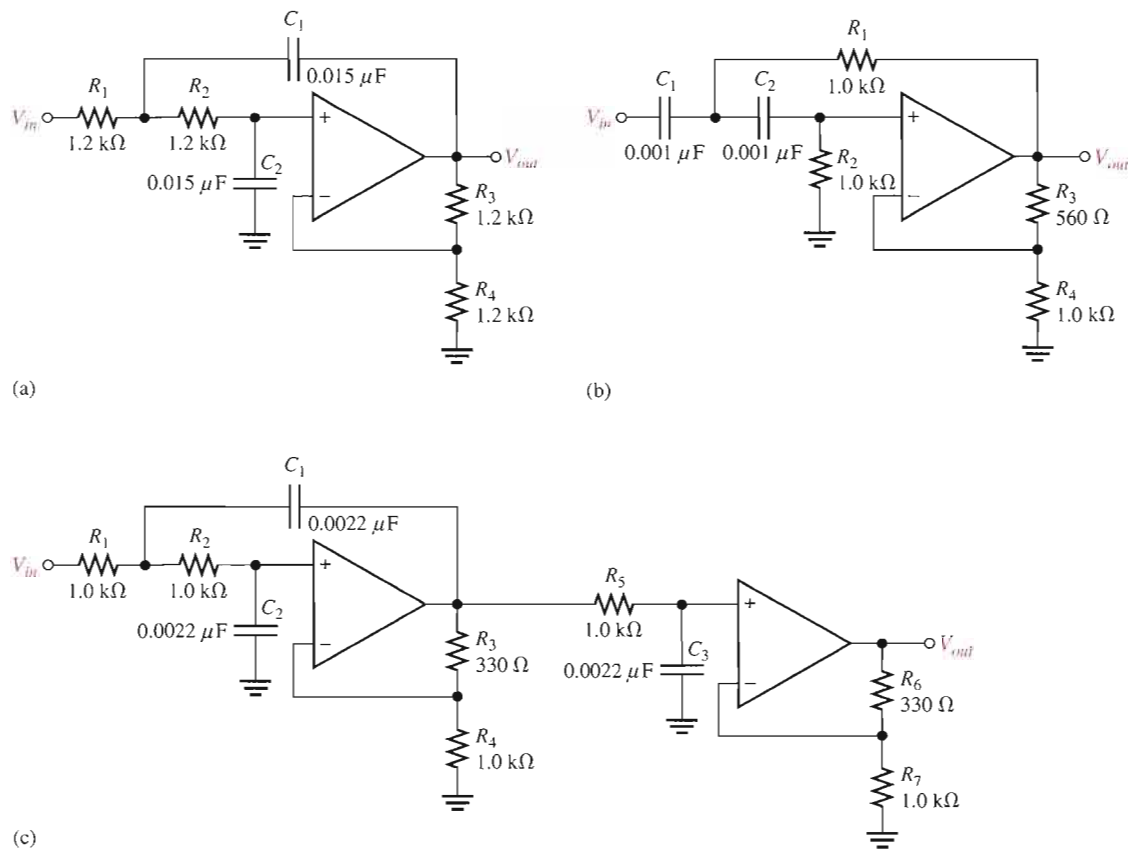 C1
0.015 μF
R1
R2
Vin
1.2 kΩ
1.2 kΩ
+
C2
0.015 μF
−
Vout
R3
1.2 kΩ
R4
1.2 kΩ
(a)
R1
1.0 kΩ
C1
C2
Vin
0.001 μF
0.001 μF
+
R2
1.0 kΩ
−
Vout
R3
560 Ω
R4
1.0 kΩ
(b)
C1
0.0022 μF
R1
R2
Vin
1.0 kΩ
1.0 kΩ
+
C2
0.0022 μF
−
R3
330 Ω
R4
1.0 kΩ
R5
1.0 kΩ
+
C3
0.0022 μF
−
Vout
R6
330 Ω
R7
1.0 kΩ
(c)